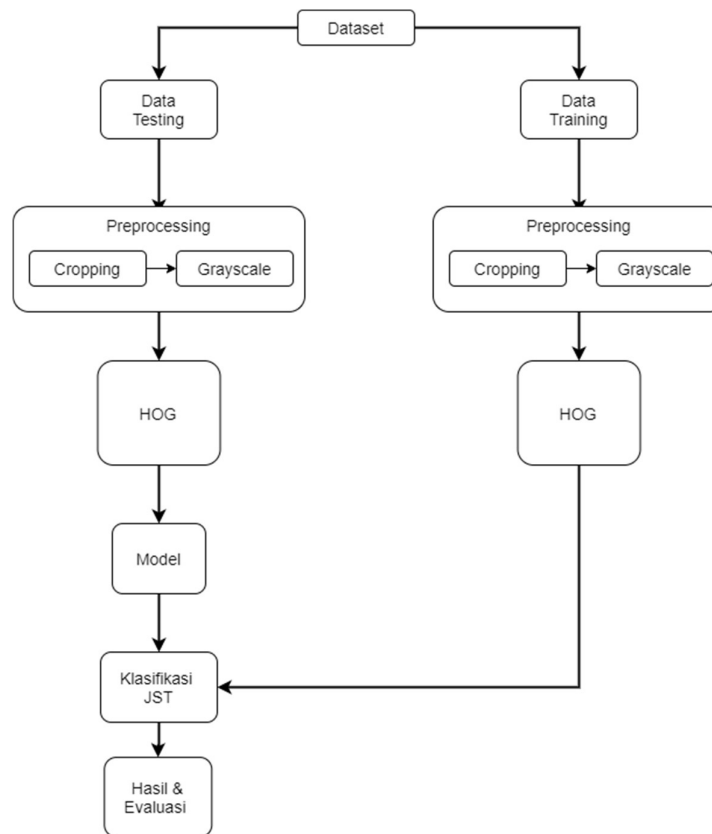 Dataset
Data
Testing
Data
Training
Preprocessing
Cropping
Grayscale
Preprocessing
Cropping
Grayscale
HOG
HOG
Model
Klasifikasi
JST
Hasil &
Evaluasi